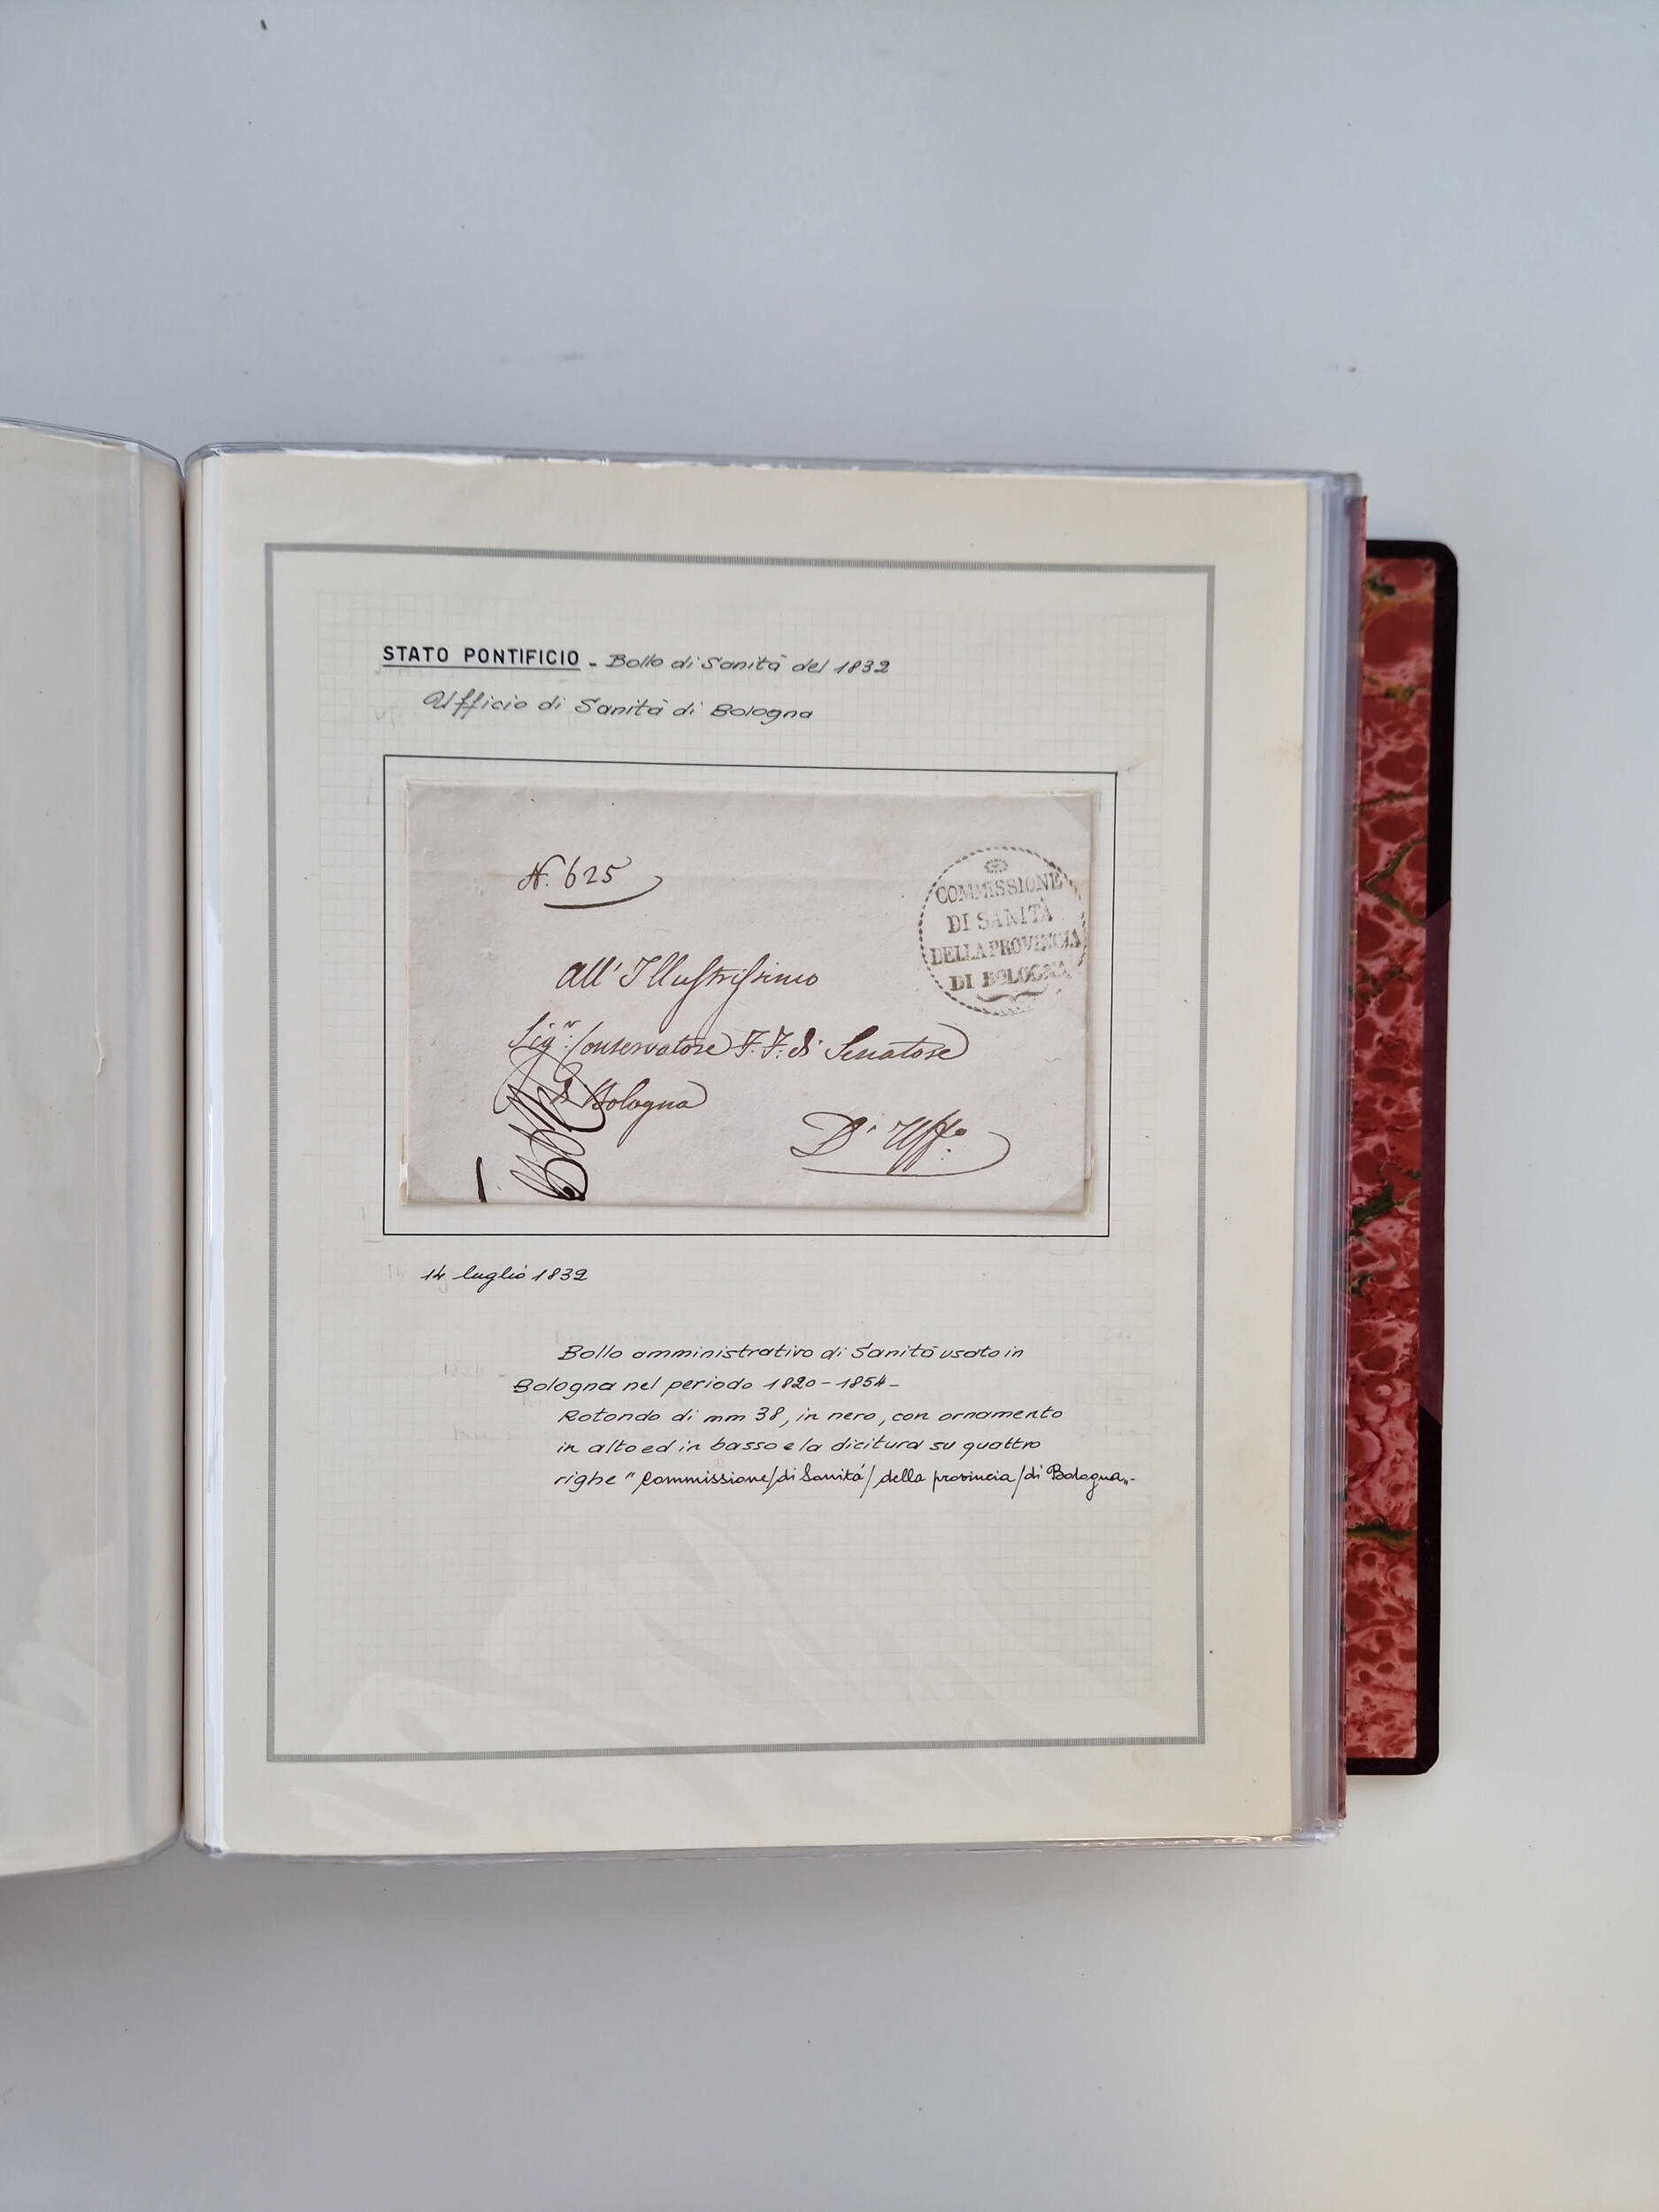 STATO PONTIFICIO - Bollo di Sanità del 1832
Ufficio di Sanità di Bologna
N. 625
COMMISSIONE
DI SANITÀ
DELLA PROVINCIA
DI BOLOGNA
All' Illustrissimo
Sig.r Conservatore F.F. di Senatore
di Bologna
D' Uff.o
14 luglio 1832
Bollo amministrativo di Sanità usato in
Bologna nel periodo 1820-1854-
Rotondo di mm 38, in nero, con ornamento
in alto ed in basso e la dicitura su quattro
righe "Commissione/di Sanitá/della provincia/di Bologna"-